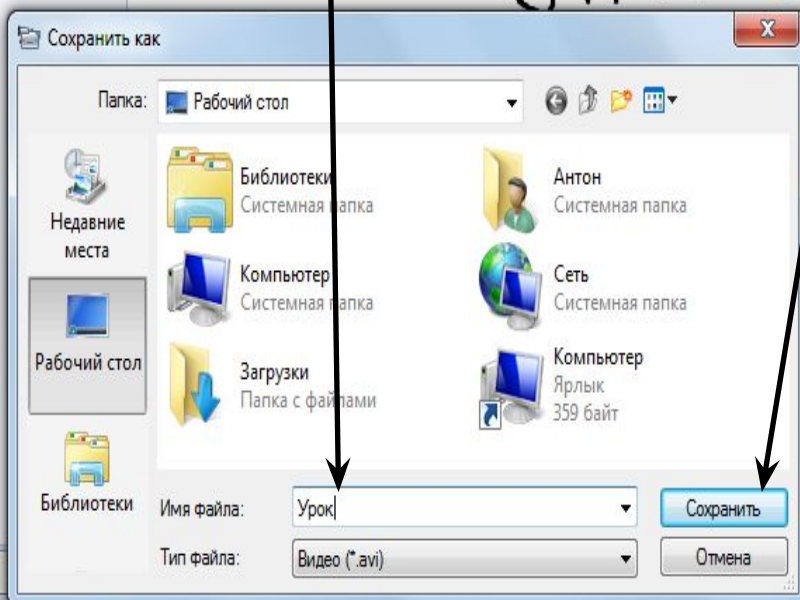 Сохранить как
X
Папка:
Рабочий стол
Недавние
места
Рабочий стол
Библиотеки
Библиотеки
Системная папка
Антон
Системная папка
Компьютер
Системная папка
Сеть
Системная папка
Загрузки
Папка с файлами
Компьютер
Ярлык
359 байт
Имя файла:
Урок
Сохранить
Тип файла:
Видео (*.avi)
Отмена